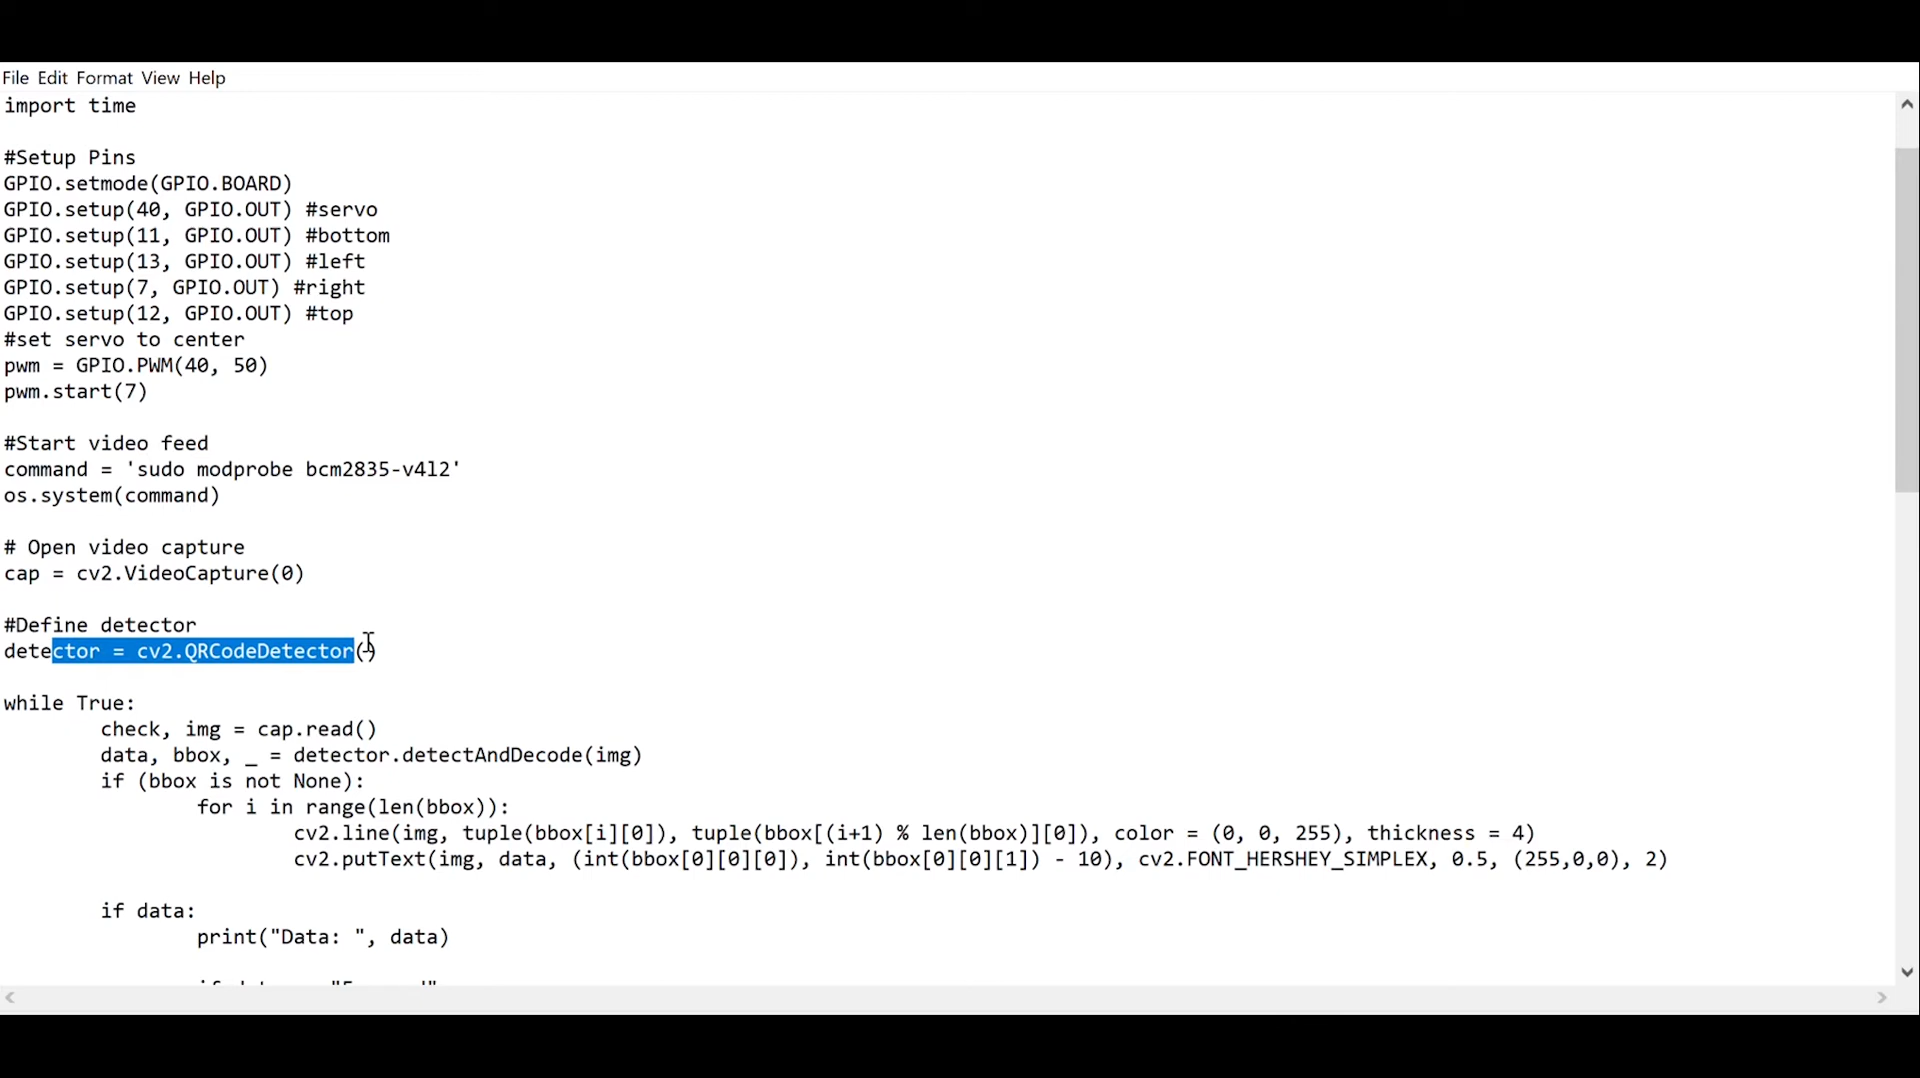 File Edit Format View Help
import time
#Setup Pins
GPIO.setmode(GPIO.BOARD)
GPIO.setup(40, GPIO.OUT) #servo
GPIO.setup(11, GPIO.OUT) #bottom
GPIO.setup(13, GPIO.OUT) #left
GPIO.setup(7, GPIO.OUT) #right
GPIO.setup(12, GPIO.OUT) #top
#set servo to center
pwm = GPIO.PWM(40, 50)
pwm.start(7)
#Start video feed
command = 'sudo modprobe bcm2835-v4l2'
os.system(command)
# Open video capture
cap = cv2.VideoCapture(0)
#Define detector
detector = cv2.QRCodeDetector()
while True:
check, img = cap.read()
data, bbox, _ = detector.detectAndDecode(img)
if (bbox is not None):
for i in range(len(bbox)):
cv2.line(img, tuple(bbox[i][0]), tuple(bbox[(i+1) % len(bbox)][0]), color = (0, 0, 255), thickness = 4)
cv2.putText(img, data, (int(bbox[0][0][0]), int(bbox[0][0][1]) - 10), cv2.FONT_HERSHEY_SIMPLEX, 0.5, (255,0,0), 2)
if data:
print("Data: ", data)